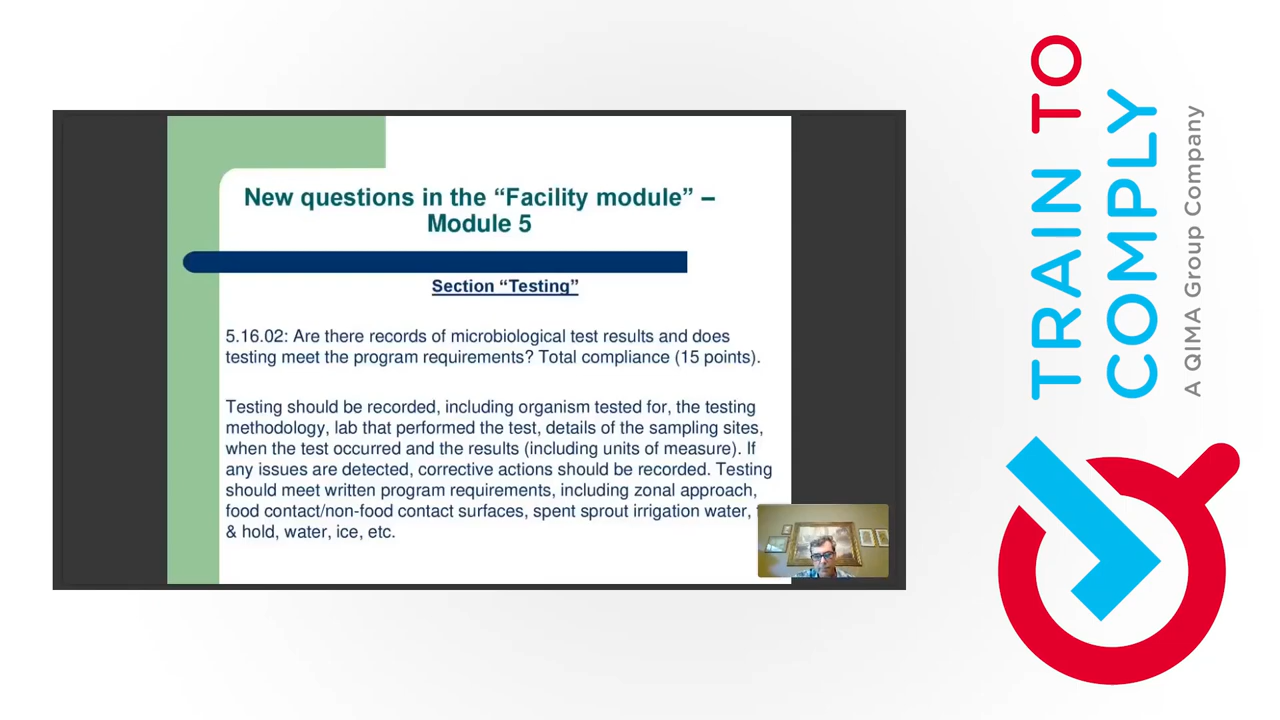 New questions in the “Facility module” –
Module 5
Section “Testing”
5.16.02: Are there records of microbiological test results and does
testing meet the program requirements? Total compliance (15 points).
Testing should be recorded, including organism tested for, the testing
methodology, lab that performed the test, details of the sampling sites,
when the test occurred and the results (including units of measure). If
any issues are detected, corrective actions should be recorded. Testing
should meet written program requirements, including zonal approach,
food contact/non-food contact surfaces, spent sprout irrigation water,
& hold, water, ice, etc.
TRAIN TO
COMPLY
A QIMA Group Company